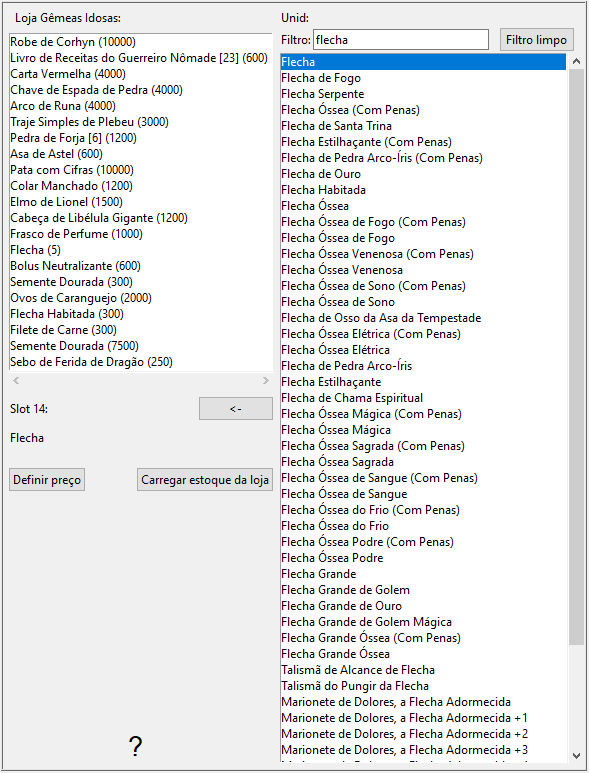 Loja Gêmeas Idosas:
Robe de Corhyn (10000)
Livro de Receitas do Guerreiro Nômade [23] (600)
Carta Vermelha (4000)
Chave de Espada de Pedra (4000)
Arco de Runa (4000)
Traje Simples de Plebeu (3000)
Pedra de Forja [6] (1200)
Asa de Astel (600)
Pata com Cifras (10000)
Colar Manchado (1200)
Elmo de Lionel (1500)
Cabeça de Libélula Gigante (1200)
Frasco de Perfume (1000)
Flecha (5)
Bolus Neutralizante (600)
Semente Dourada (300)
Ovos de Caranguejo (2000)
Flecha Habitada (300)
Filete de Carne (300)
Semente Dourada (7500)
Sebo de Ferida de Dragão (250)
Slot 14:
<-
Flecha
Definir preço
Carregar estoque da loja
?
Unid:
Filtro: flecha
Filtro limpo
Flecha
Flecha de Fogo
Flecha Serpente
Flecha Óssea (Com Penas)
Flecha de Santa Trina
Flecha Estilhaçante (Com Penas)
Flecha de Pedra Arco-Íris (Com Penas)
Flecha de Ouro
Flecha Habitada
Flecha Óssea
Flecha Óssea de Fogo (Com Penas)
Flecha Óssea de Fogo
Flecha Óssea Venenosa (Com Penas)
Flecha Óssea Venenosa
Flecha Óssea de Sono (Com Penas)
Flecha Óssea de Sono
Flecha de Osso da Asa da Tempestade
Flecha Óssea Elétrica (Com Penas)
Flecha Óssea Elétrica
Flecha de Pedra Arco-Íris
Flecha Estilhaçante
Flecha de Chama Espiritual
Flecha Óssea Mágica (Com Penas)
Flecha Óssea Mágica
Flecha Óssea Sagrada (Com Penas)
Flecha Óssea Sagrada
Flecha Óssea de Sangue (Com Penas)
Flecha Óssea de Sangue
Flecha Óssea do Frio (Com Penas)
Flecha Óssea do Frio
Flecha Óssea Podre (Com Penas)
Flecha Óssea Podre
Flecha Grande
Flecha Grande de Golem
Flecha Grande de Ouro
Flecha Grande de Golem Mágica
Flecha Grande Óssea (Com Penas)
Flecha Grande Óssea
Talismã de Alcance de Flecha
Talismã do Pungir da Flecha
Marionete de Dolores, a Flecha Adormecida
Marionete de Dolores, a Flecha Adormecida +1
Marionete de Dolores, a Flecha Adormecida +2
Marionete de Dolores, a Flecha Adormecida +3